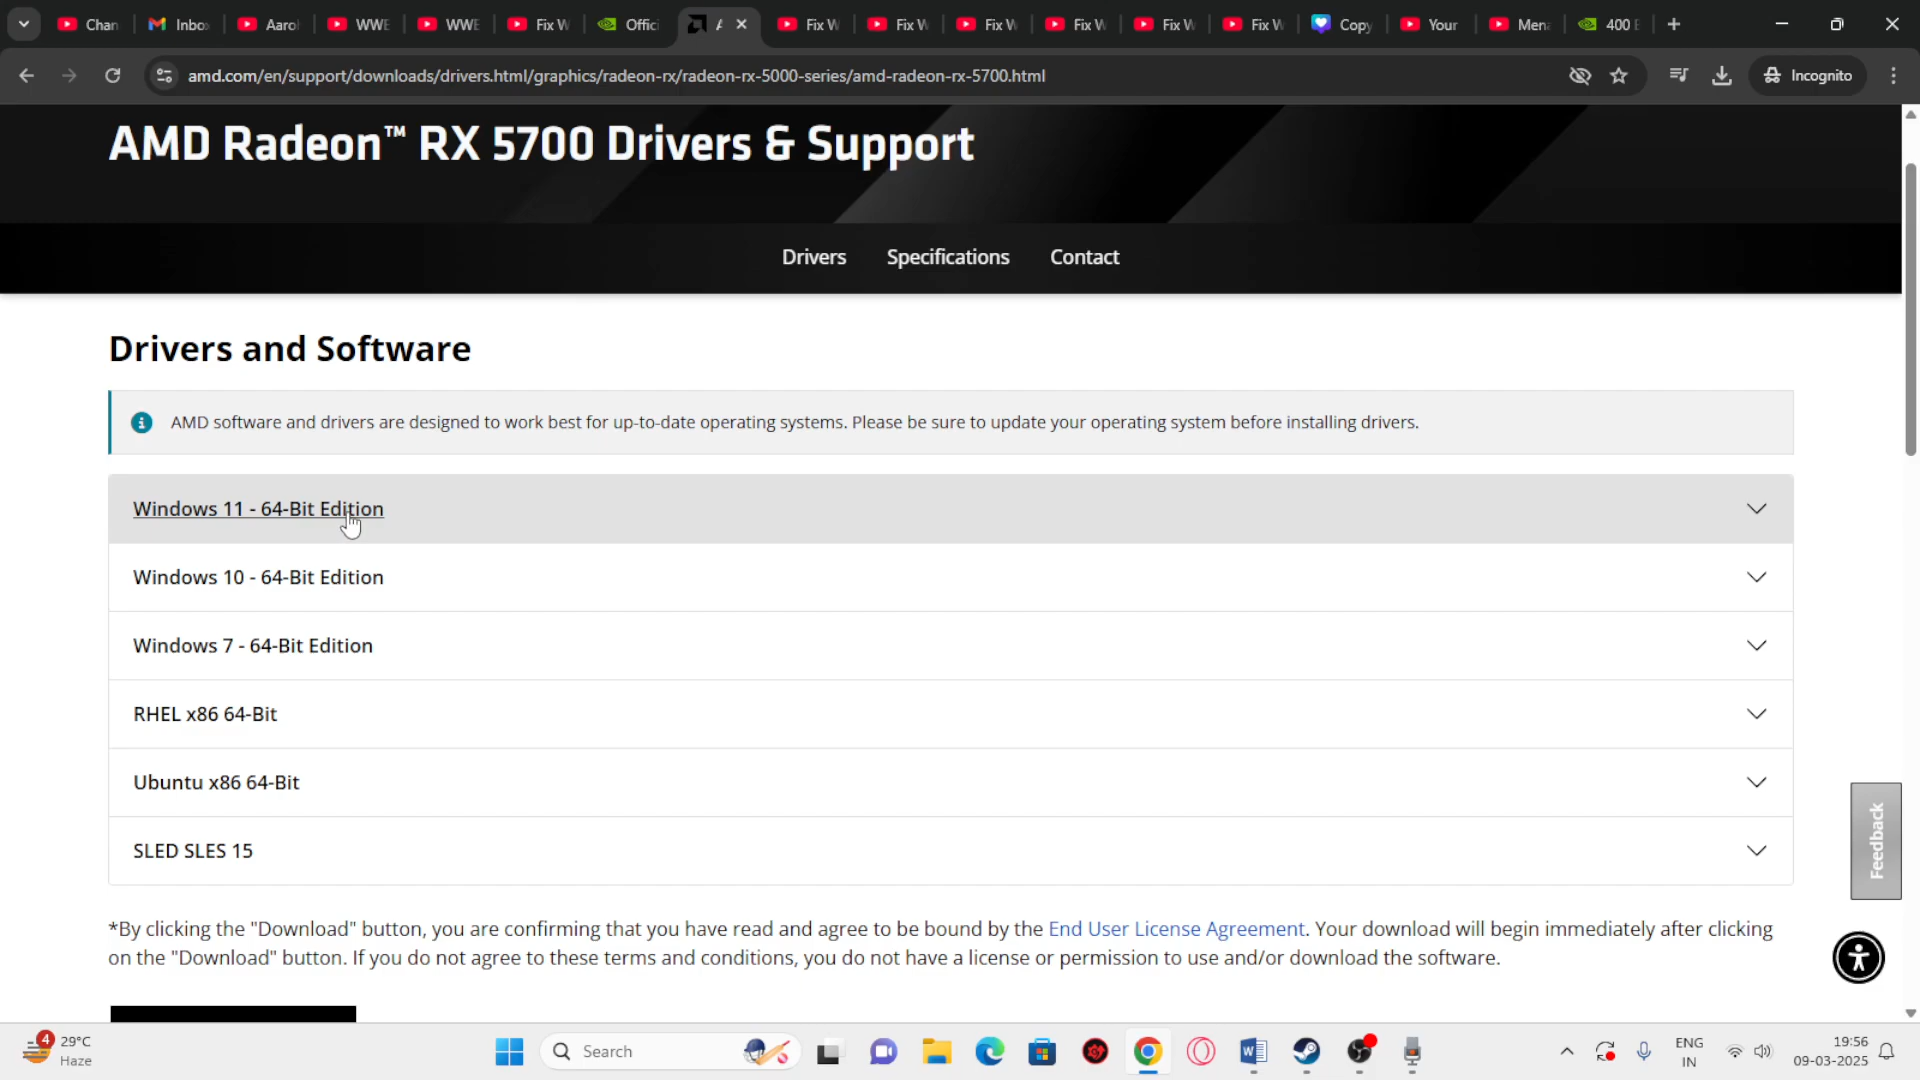 Chan
Inbo
Aaro
WWE
WWE
Fix W
Offici
A
Fix W
Fix W
Fix W
Fix W
Fix W
Fix W
Copy
Your
Men
400 E
amd.com/en/support/downloads/drivers.html/graphics/radeon-rx/radeon-rx-5000-series/amd-radeon-rx-5700.html
Incognito
AMD Radeon™ RX 5700 Drivers & Support
Drivers Specifications Contact
Drivers and Software
AMD software and drivers are designed to work best for up-to-date operating systems. Please be sure to update your operating system before installing drivers.
Windows 11 - 64-Bit Edition
Windows 10 - 64-Bit Edition
Windows 7 - 64-Bit Edition
RHEL x86 64-Bit
Ubuntu x86 64-Bit
SLED SLES 15
Feedback
*By clicking the "Download" button, you are confirming that you have read and agree to be bound by the End User License Agreement. Your download will begin immediately after clicking
on the "Download" button. If you do not agree to these terms and conditions, you do not have a license or permission to use and/or download the software.
4
29°C
Haze
Search
ENG
IN
19:56
09-03-2025